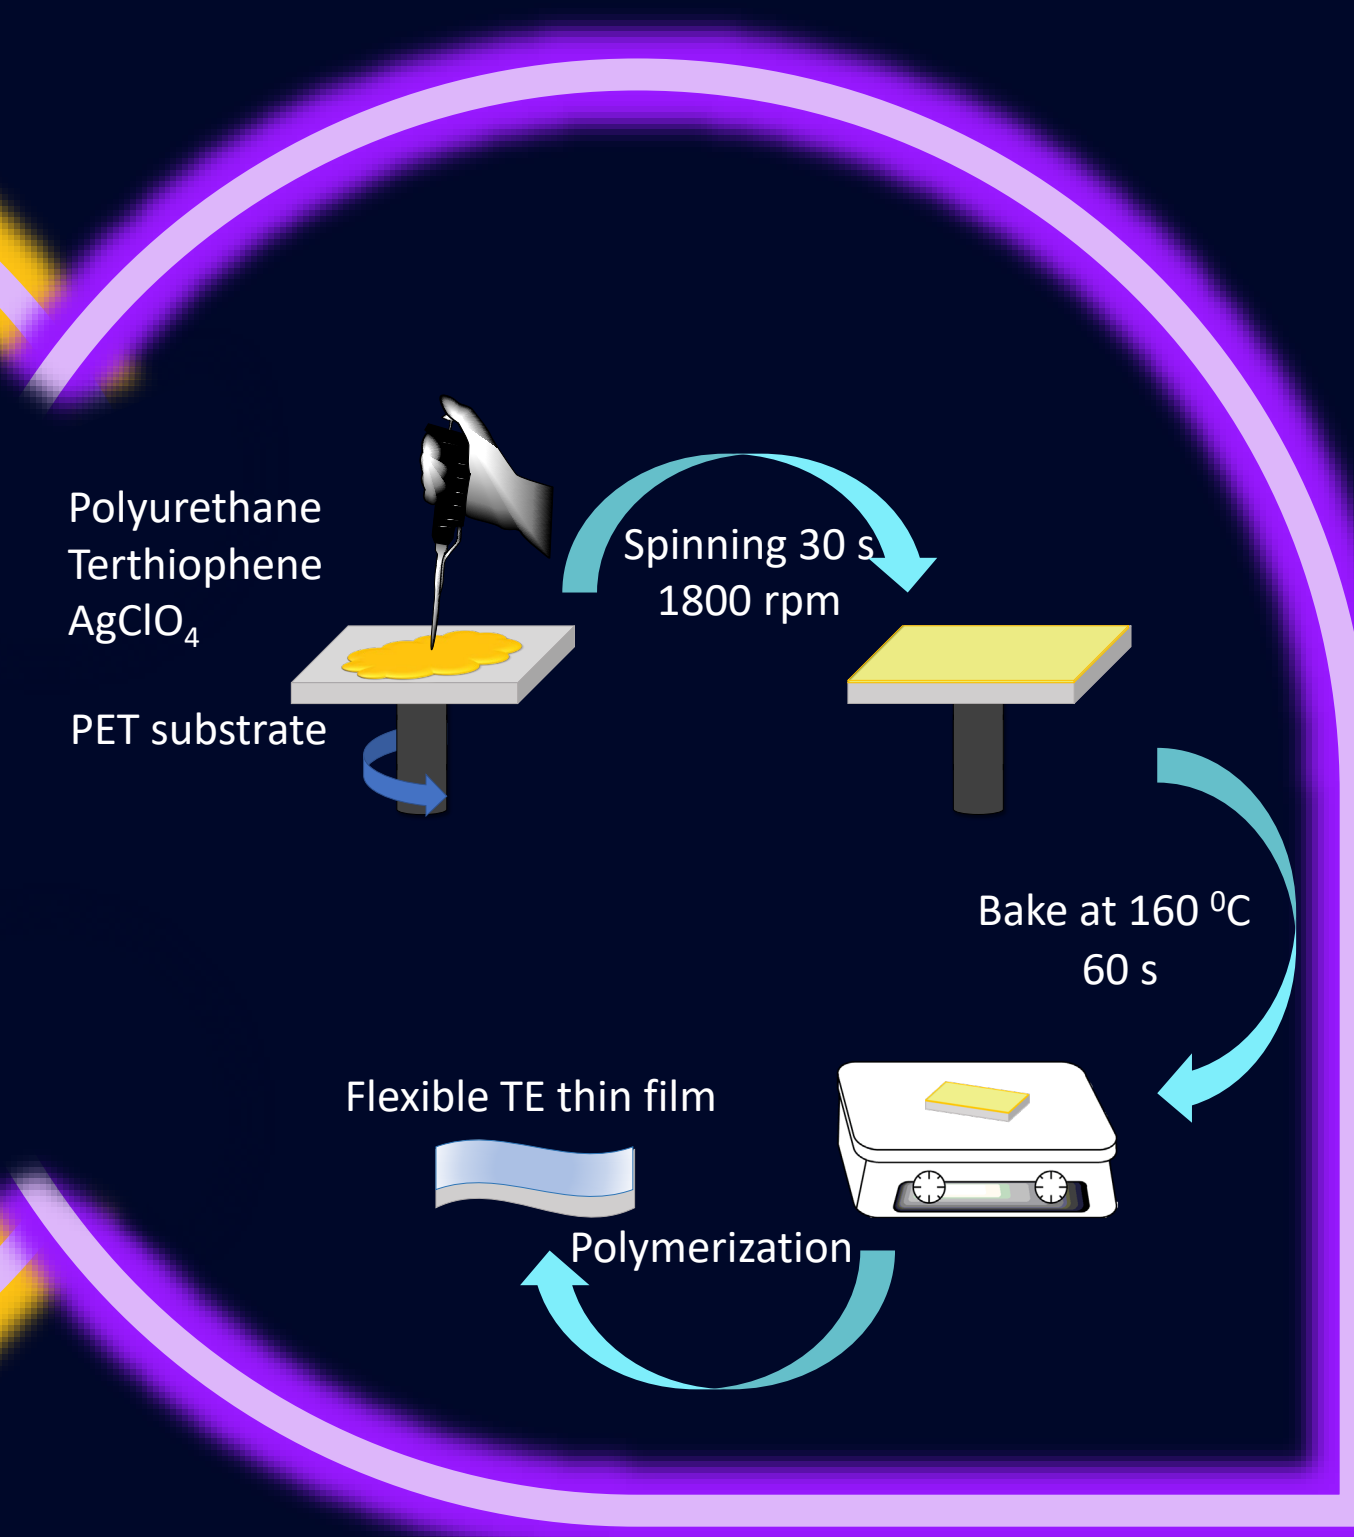 Polyurethane
Terthiophene
AgClO₄
PET substrate
Spinning 30 s
1800 rpm
Bake at 160 ⁰C
60 s
Flexible TE thin film
Polymerization